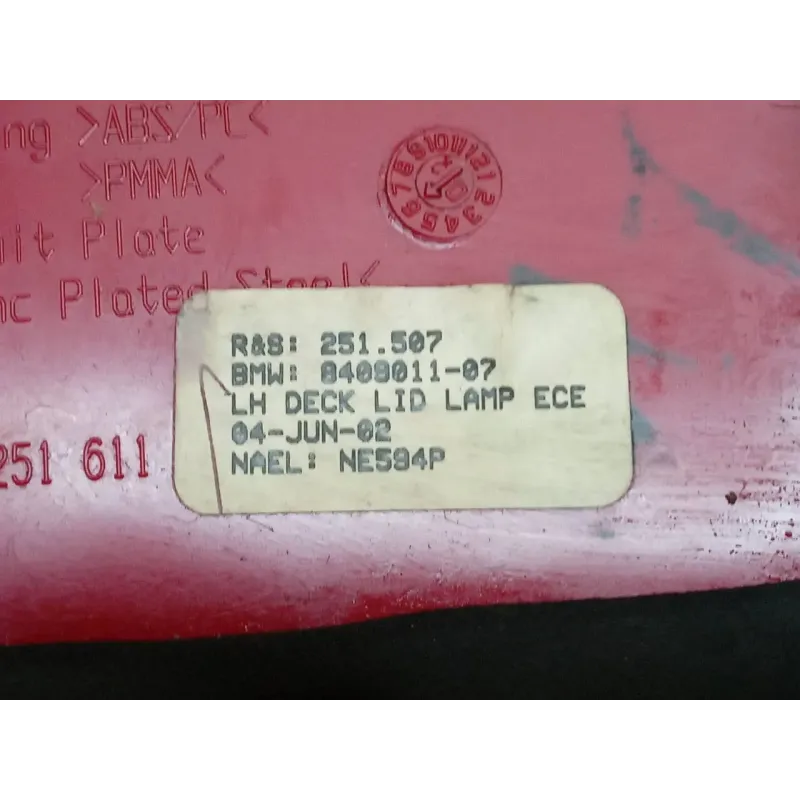 ng >ABS/PC<
>PMMA<
it Plate
nc Plated Steel<
R&S: 251.507
BMW: 8409011-07
LH DECK LID LAMP ECE
04-JUN-02
NAEL: NE594P
251 611